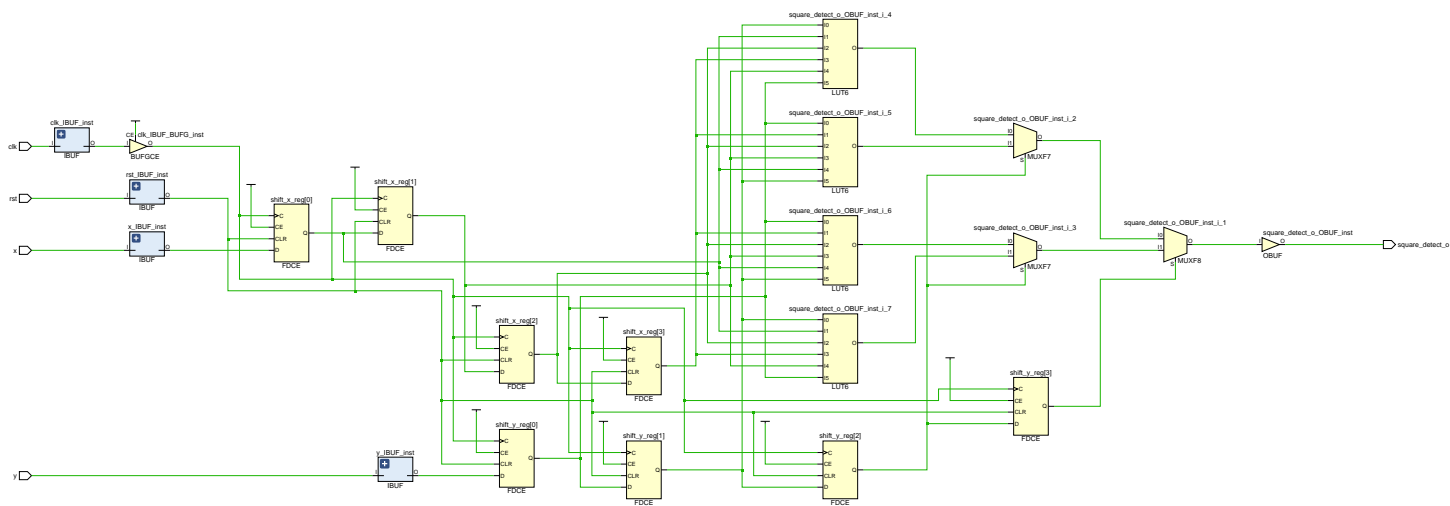 square_detect_o_OBUF_inst_i_4
I0
I1
I2
I3
I4
I5
O
LUT6
square_detect_o_OBUF_inst_i_5
I0
I1
I2
I3
I4
I5
O
LUT6
square_detect_o_OBUF_inst_i_2
I0
I1
S
O
MUXF7
clk_IBUF_inst
clk
I
O
IBUF
CE
clk_IBUF_BUFG_inst
I
O
BUFGCE
rst_IBUF_inst
rst
I
O
IBUF
x_IBUF_inst
x
I
O
IBUF
shift_x_reg[0]
C
CE
CLR
D
Q
FDCE
shift_x_reg[1]
C
CE
CLR
D
Q
FDCE
square_detect_o_OBUF_inst_i_6
I0
I1
I2
I3
I4
I5
O
LUT6
square_detect_o_OBUF_inst_i_3
I0
I1
S
O
MUXF7
square_detect_o_OBUF_inst_i_1
I0
I1
S
O
MUXF8
square_detect_o_OBUF_inst
I
O
OBUF
square_detect_o
shift_x_reg[2]
C
CE
CLR
D
Q
FDCE
shift_x_reg[3]
C
CE
CLR
D
Q
FDCE
square_detect_o_OBUF_inst_i_7
I0
I1
I2
I3
I4
I5
O
LUT6
shift_y_reg[3]
C
CE
CLR
D
Q
FDCE
y
y_IBUF_inst
I
O
IBUF
shift_y_reg[0]
C
CE
CLR
D
Q
FDCE
shift_y_reg[1]
C
CE
CLR
D
Q
FDCE
shift_y_reg[2]
C
CE
CLR
D
Q
FDCE